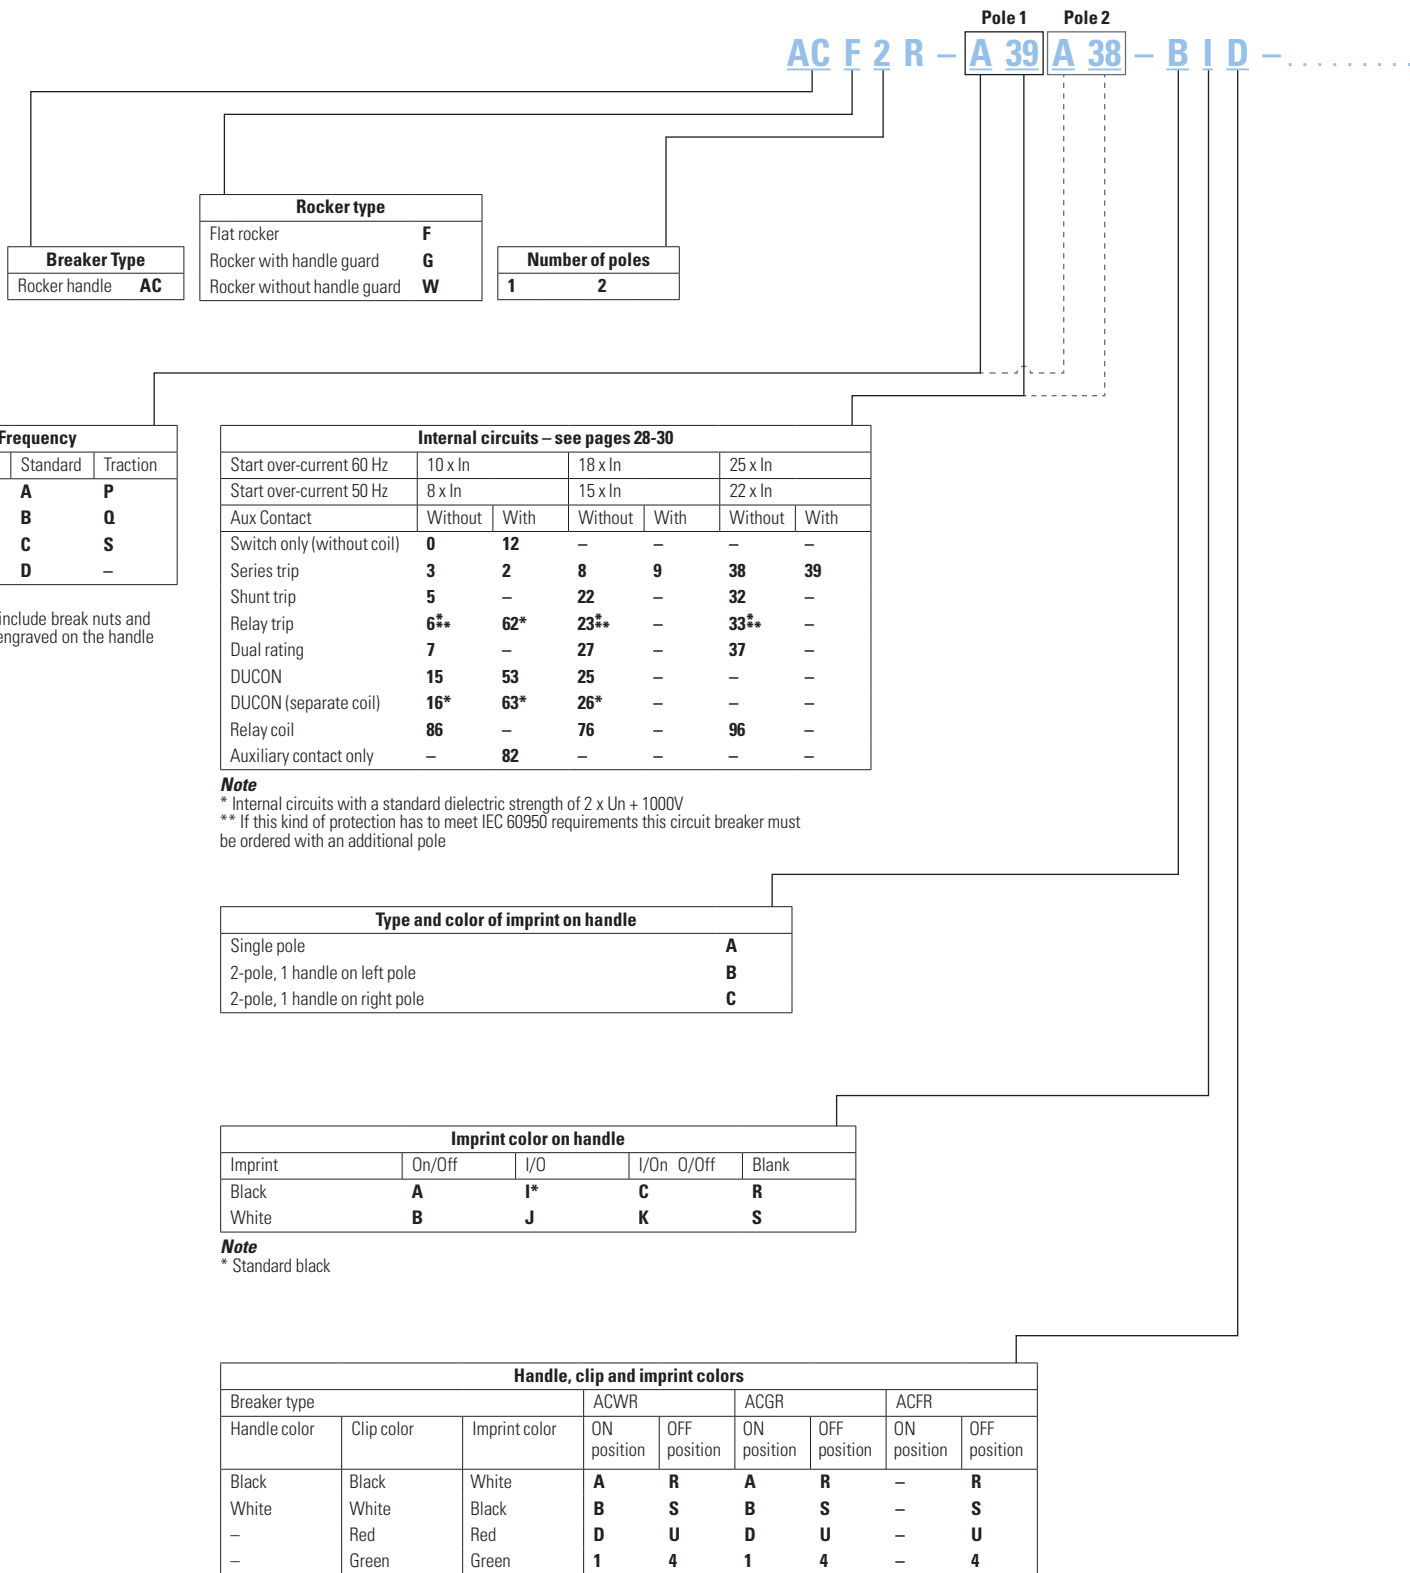 Pole 1 Pole 2
AC F 2 R – A 39 A 38 – B I D – . . . . . . . . .
Rocker type
Flat rocker F
Rocker with handle guard G
Rocker without handle guard W
Breaker Type
Rocker handle AC
Number of poles
1 2
Frequency
Standard Traction
A P
B Q
C S
D –
include break nuts and
engraved on the handle
Internal circuits – see pages 28-30
Start over-current 60 Hz 10 x In 18 x In 25 x In
Start over-current 50 Hz 8 x In 15 x In 22 x In
Aux Contact Without With Without With Without With
Switch only (without coil) 0 12 – – – –
Series trip 3 2 8 9 38 39
Shunt trip 5 – 22 – 32 –
Relay trip 6*** 62* 23*** – 33*** –
Dual rating 7 – 27 – 37 –
DUCON 15 53 25 – – –
DUCON (separate coil) 16* 63* 26* – – –
Relay coil 86 – 76 – 96 –
Auxiliary contact only – 82 – – – –
Note
* Internal circuits with a standard dielectric strength of 2 x Un + 1000V
** If this kind of protection has to meet IEC 60950 requirements this circuit breaker must
be ordered with an additional pole
Type and color of imprint on handle
Single pole A
2-pole, 1 handle on left pole B
2-pole, 1 handle on right pole C
Imprint color on handle
Imprint On/Off I/O I/On O/Off Blank
Black A I* C R
White B J K S
Note
* Standard black
Handle, clip and imprint colors
Breaker type ACWR ACGR ACFR
Handle color Clip color Imprint color ON OFF ON OFF ON OFF
position position position position position position
Black Black White A R A R – R
White White Black B S B S – S
– Red Red D U D U – U
– Green Green 1 4 1 4 – 4